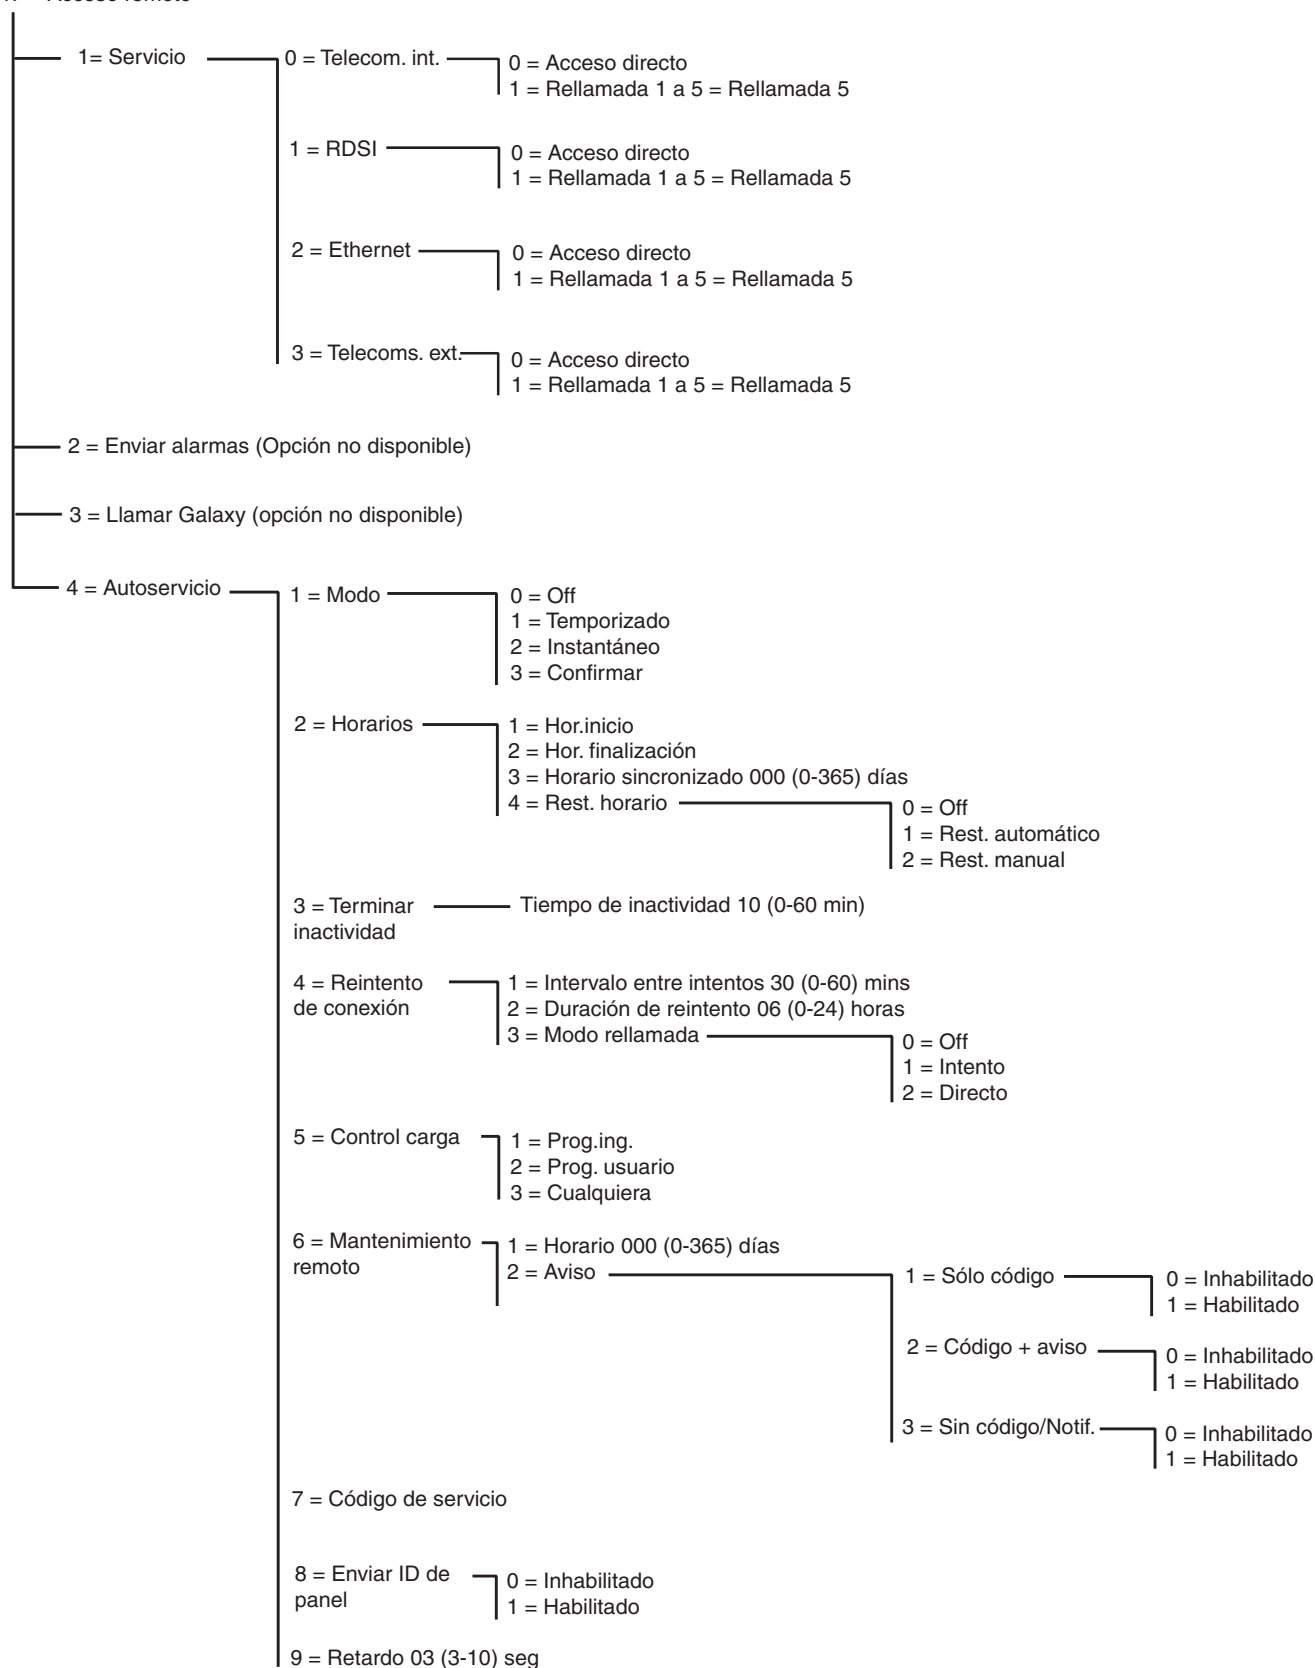 1= Servicio
0 = Telecom. int.
0 = Acceso directo
1 = Rellamada 1 a 5 = Rellamada 5
1 = RDSI
0 = Acceso directo
1 = Rellamada 1 a 5 = Rellamada 5
2 = Ethernet
0 = Acceso directo
1 = Rellamada 1 a 5 = Rellamada 5
3 = Telecoms. ext.
0 = Acceso directo
1 = Rellamada 1 a 5 = Rellamada 5
2 = Enviar alarmas (Opción no disponible)
3 = Llamar Galaxy (opción no disponible)
4 = Autoservicio
1 = Modo
0 = Off
1 = Temporizado
2 = Instantáneo
3 = Confirmar
2 = Horarios
1 = Hor.inicio
2 = Hor. finalización
3 = Horario sincronizado 000 (0-365) días
4 = Rest. horario
0 = Off
1 = Rest. automático
2 = Rest. manual
3 = Terminar
inactividad
Tiempo de inactividad 10 (0-60 min)
4 = Reintento
de conexión
1 = Intervalo entre intentos 30 (0-60) mins
2 = Duración de reintento 06 (0-24) horas
3 = Modo rellamada
0 = Off
1 = Intento
2 = Directo
5 = Control carga
1 = Prog.ing.
2 = Prog. usuario
3 = Cualquiera
6 = Mantenimiento
remoto
1 = Horario 000 (0-365) días
2 = Aviso
1 = Sólo código
0 = Inhabilitado
1 = Habilitado
2 = Código + aviso
0 = Inhabilitado
1 = Habilitado
3 = Sin código/Notif.
0 = Inhabilitado
1 = Habilitado
7 = Código de servicio
8 = Enviar ID de
panel
0 = Inhabilitado
1 = Habilitado
9 = Retardo 03 (3-10) seg